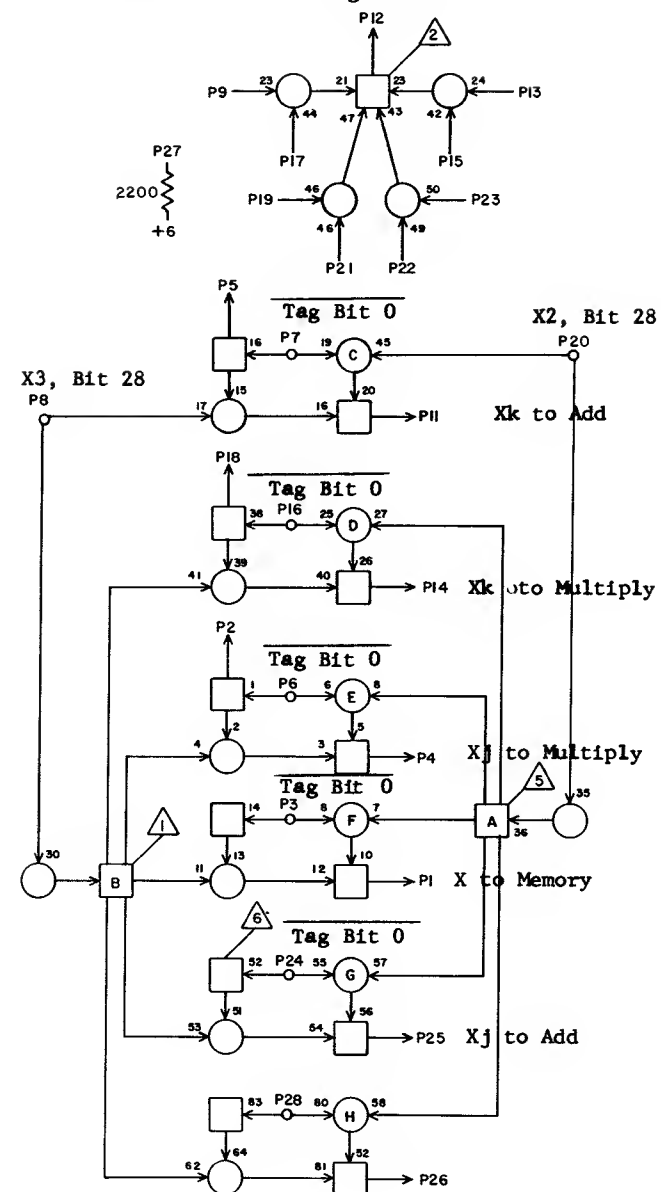 P12
2
P9 23 21 23 24 P13
44 47 43 42
P17 P15
P27
2200
+6
P19 46 50 P23
46 49
P21 P22
P5
Tag Bit 0
X2, Bit 28
16 P7 19 C 45 P20
X3, Bit 28
P8
15 20
17 16 P11 Xk to Add
P18
Tag Bit 0
38 P16 25 D 27
39 26
41 40 P14 Xk to Multiply
P2
Tag Bit 0
1 P6 6 E 8
2 5
4 3 P4 Xj to Multiply
Tag Bit 0
14 P3 8 F 7 A 5 35
36
1
13 10
30 B 11 12 P1 X to Memory
6
Tag Bit 0
52 P24 55 G 57
51 56
53 54 P25 Xj to Add
83 P28 80 H 58
64 52
62 81 P26